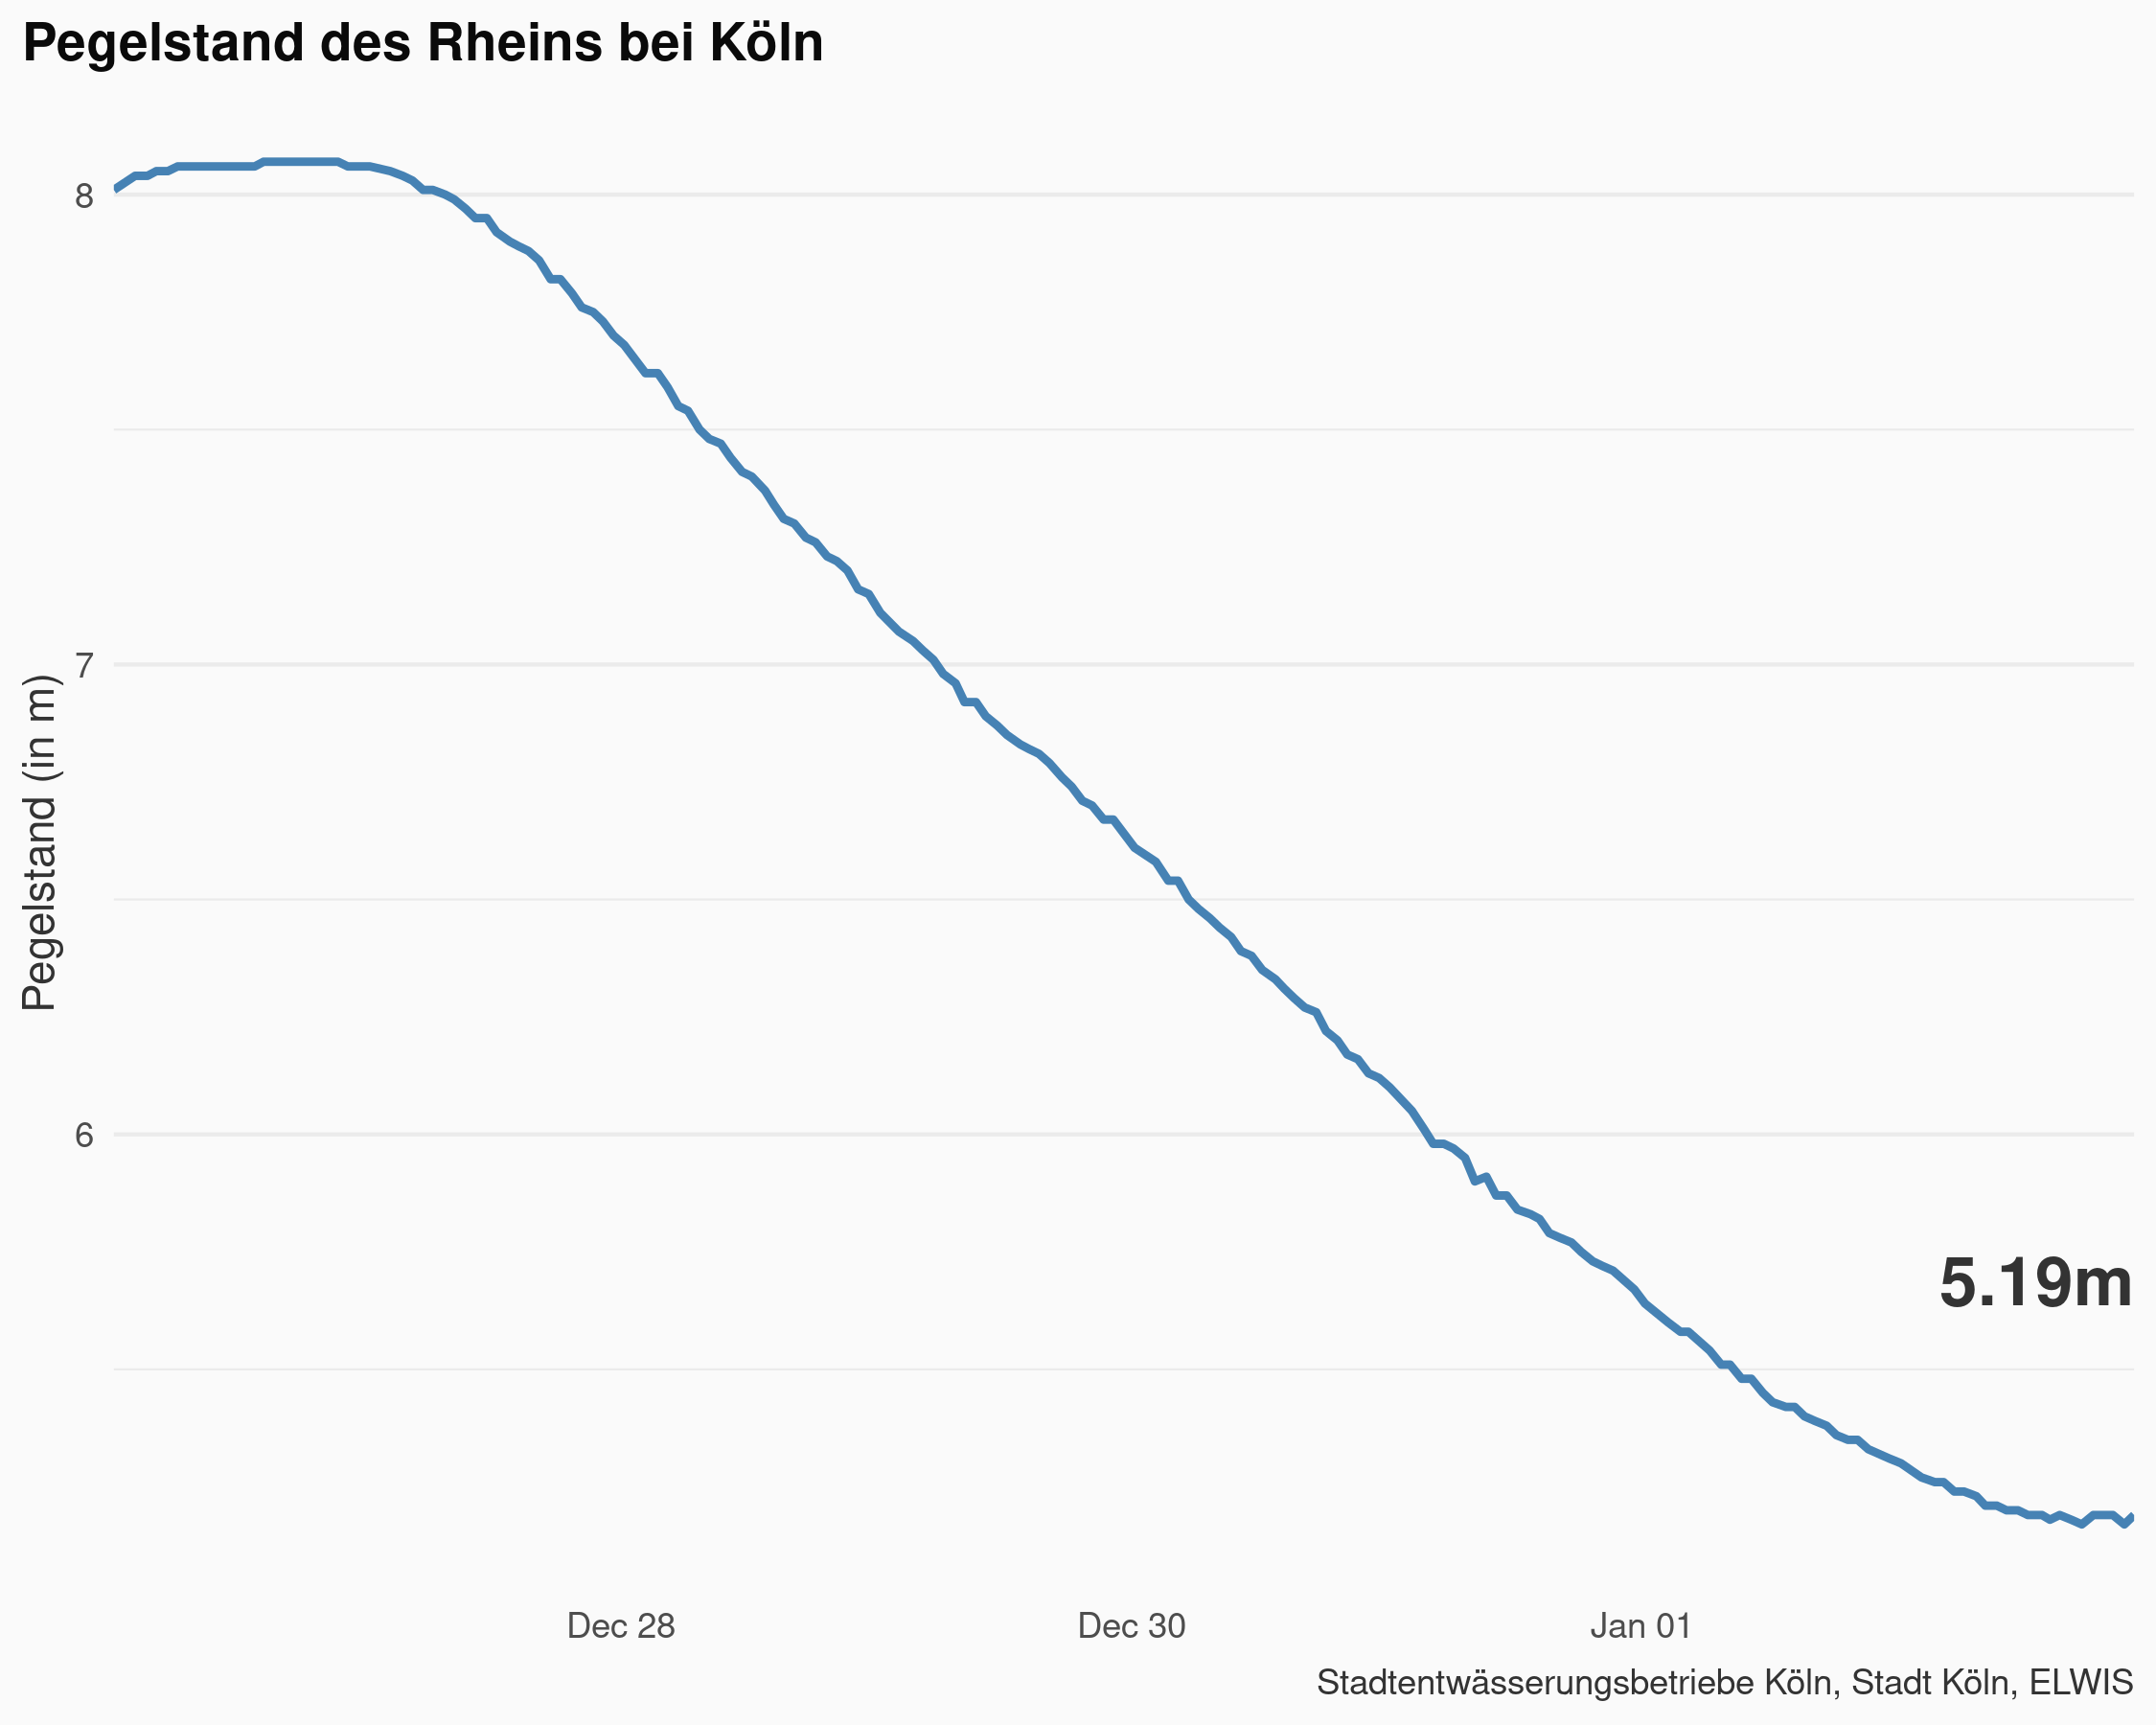 Pegelstand des Rheins bei Köln
8
7
6
Pegelstand (in m)
5.19m
Dec 28
Dec 30
Jan 01
Stadtentwässerungsbetriebe Köln, Stadt Köln, ELWIS